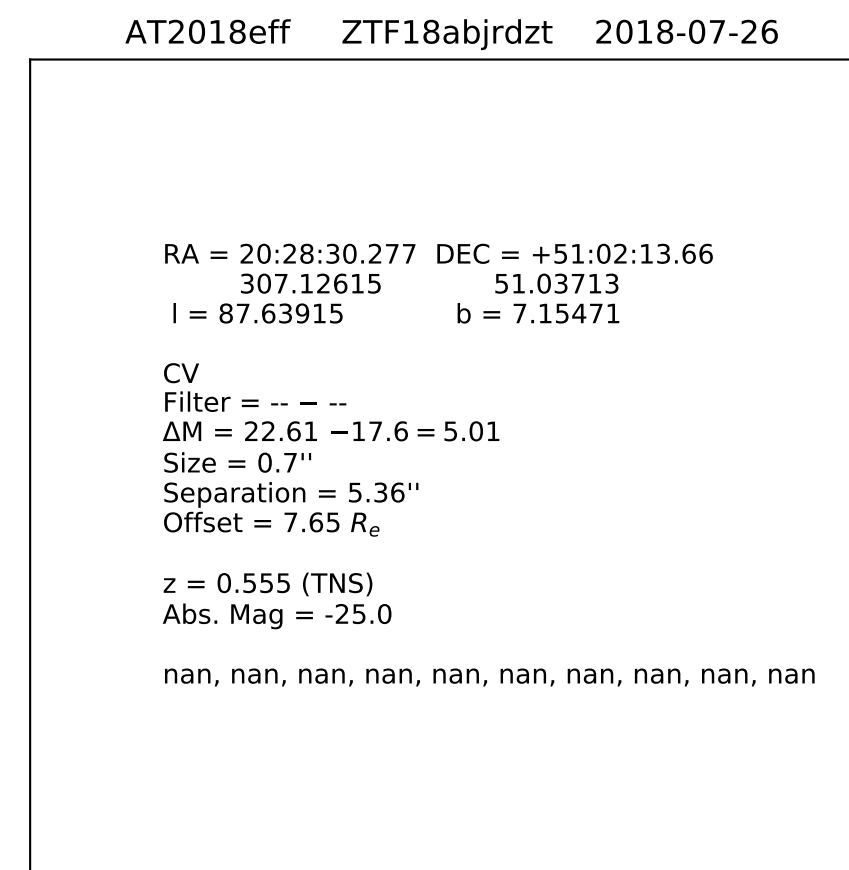 AT2018eff ZTF18abjrdzt 2018-07-26
RA = 20:28:30.277 DEC = +51:02:13.66
307.12615 51.03713
l = 87.63915 b = 7.15471
CV
Filter = -- − --
ΔM = 22.61 −17.6 = 5.01
Size = 0.7''
Separation = 5.36''
Offset = 7.65 Re
z = 0.555 (TNS)
Abs. Mag = -25.0
nan, nan, nan, nan, nan, nan, nan, nan, nan, nan